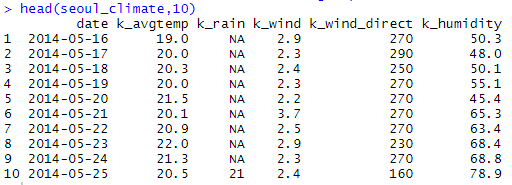 > head(seoul_climate,10)
date k_avgtemp k_rain k_wind k_wind_direct k_humidity
1 2014-05-16 19.0 NA 2.9 270 50.3
2 2014-05-17 20.0 NA 2.3 290 48.0
3 2014-05-18 20.3 NA 2.4 250 50.1
4 2014-05-19 20.0 NA 2.3 270 55.1
5 2014-05-20 21.5 NA 2.2 270 45.4
6 2014-05-21 20.1 NA 3.7 270 65.3
7 2014-05-22 20.9 NA 2.5 270 63.4
8 2014-05-23 22.0 NA 2.9 230 68.4
9 2014-05-24 21.3 NA 2.3 270 68.8
10 2014-05-25 20.5 21 2.4 160 78.9